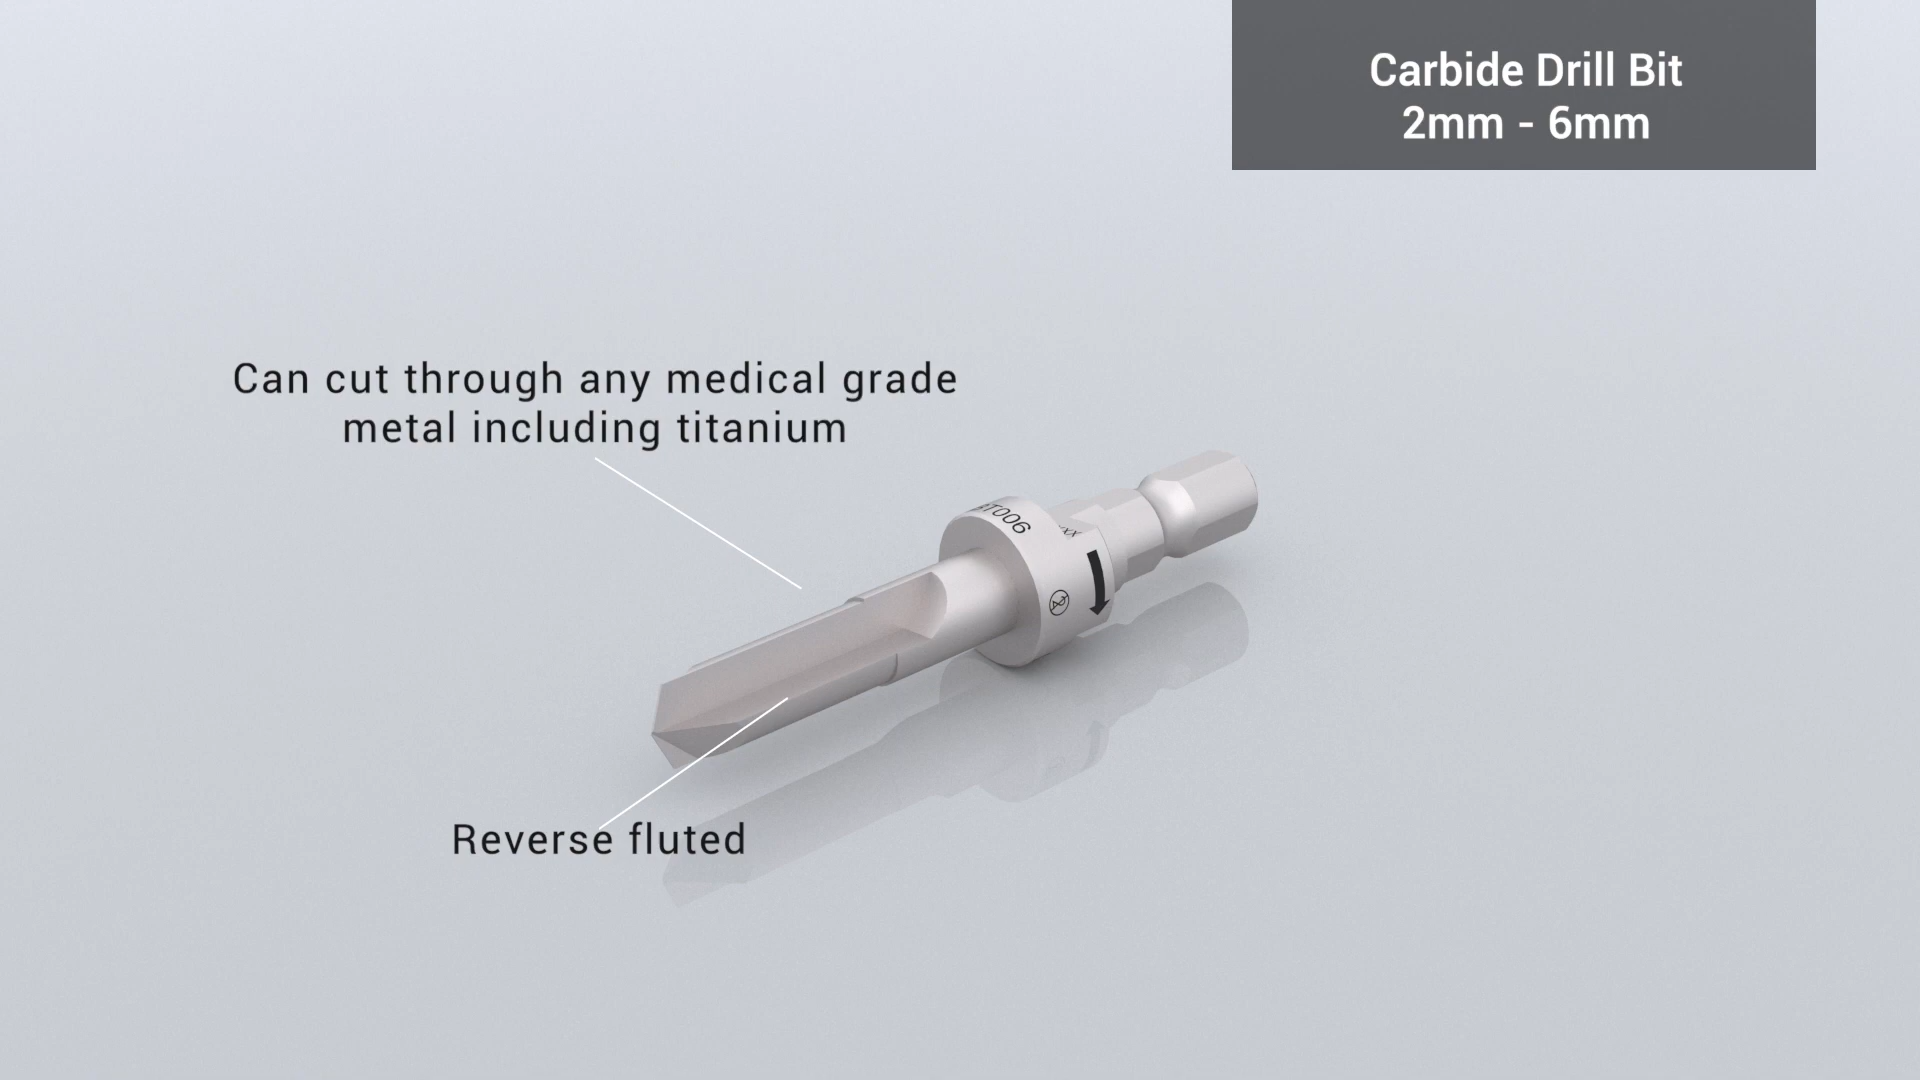 Carbide Drill Bit
2mm - 6mm
Can cut through any medical grade
metal including titanium
Reverse fluted